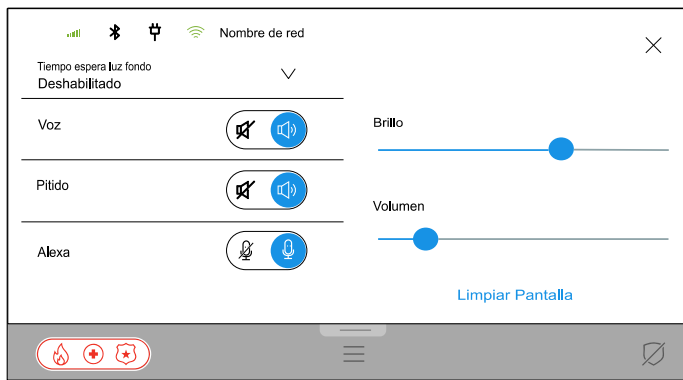 Nombre de red
Tiempo espera luz fondo
Deshabilitado
Voz
Pitido
Alexa
Brillo
Volumen
Limpiar Pantalla